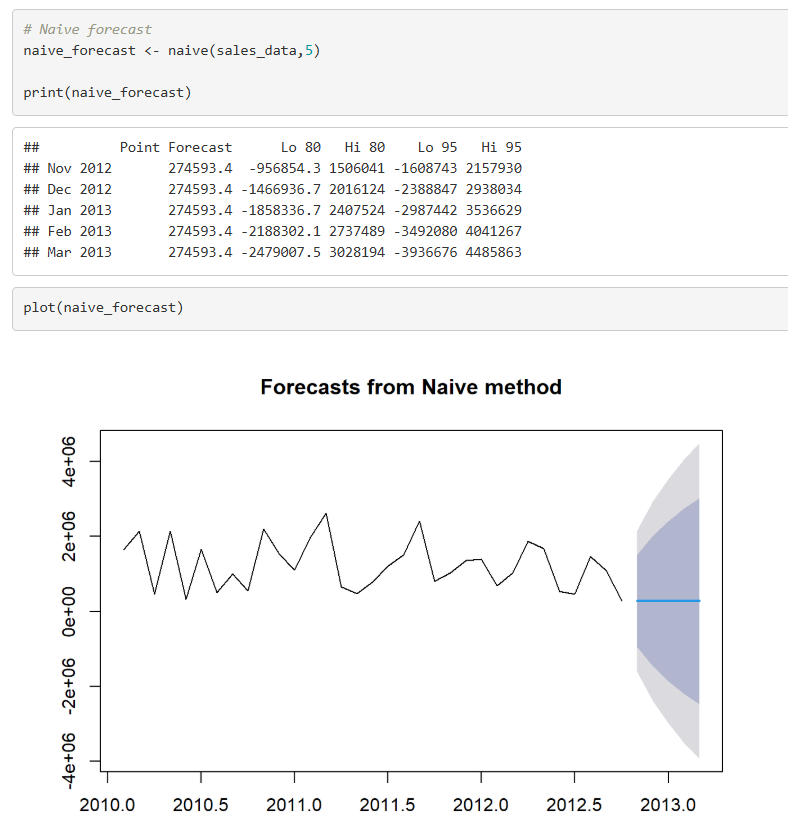 # Naive forecast
naive_forecast <- naive(sales_data,5)
print(naive_forecast)
##          Point Forecast      Lo 80   Hi 80    Lo 95   Hi 95
## Nov 2012       274593.4  -956854.3 1506041 -1608743 2157930
## Dec 2012       274593.4 -1466936.7 2016124 -2388847 2938034
## Jan 2013       274593.4 -1858336.7 2407524 -2987442 3536629
## Feb 2013       274593.4 -2188302.1 2737489 -3492080 4041267
## Mar 2013       274593.4 -2479007.5 3028194 -3936676 4485863
plot(naive_forecast)
Forecasts from Naive method
4e+06
2e+06
0e+00
-2e+06
-4e+06
2010.0 2010.5 2011.0 2011.5 2012.0 2012.5 2013.0